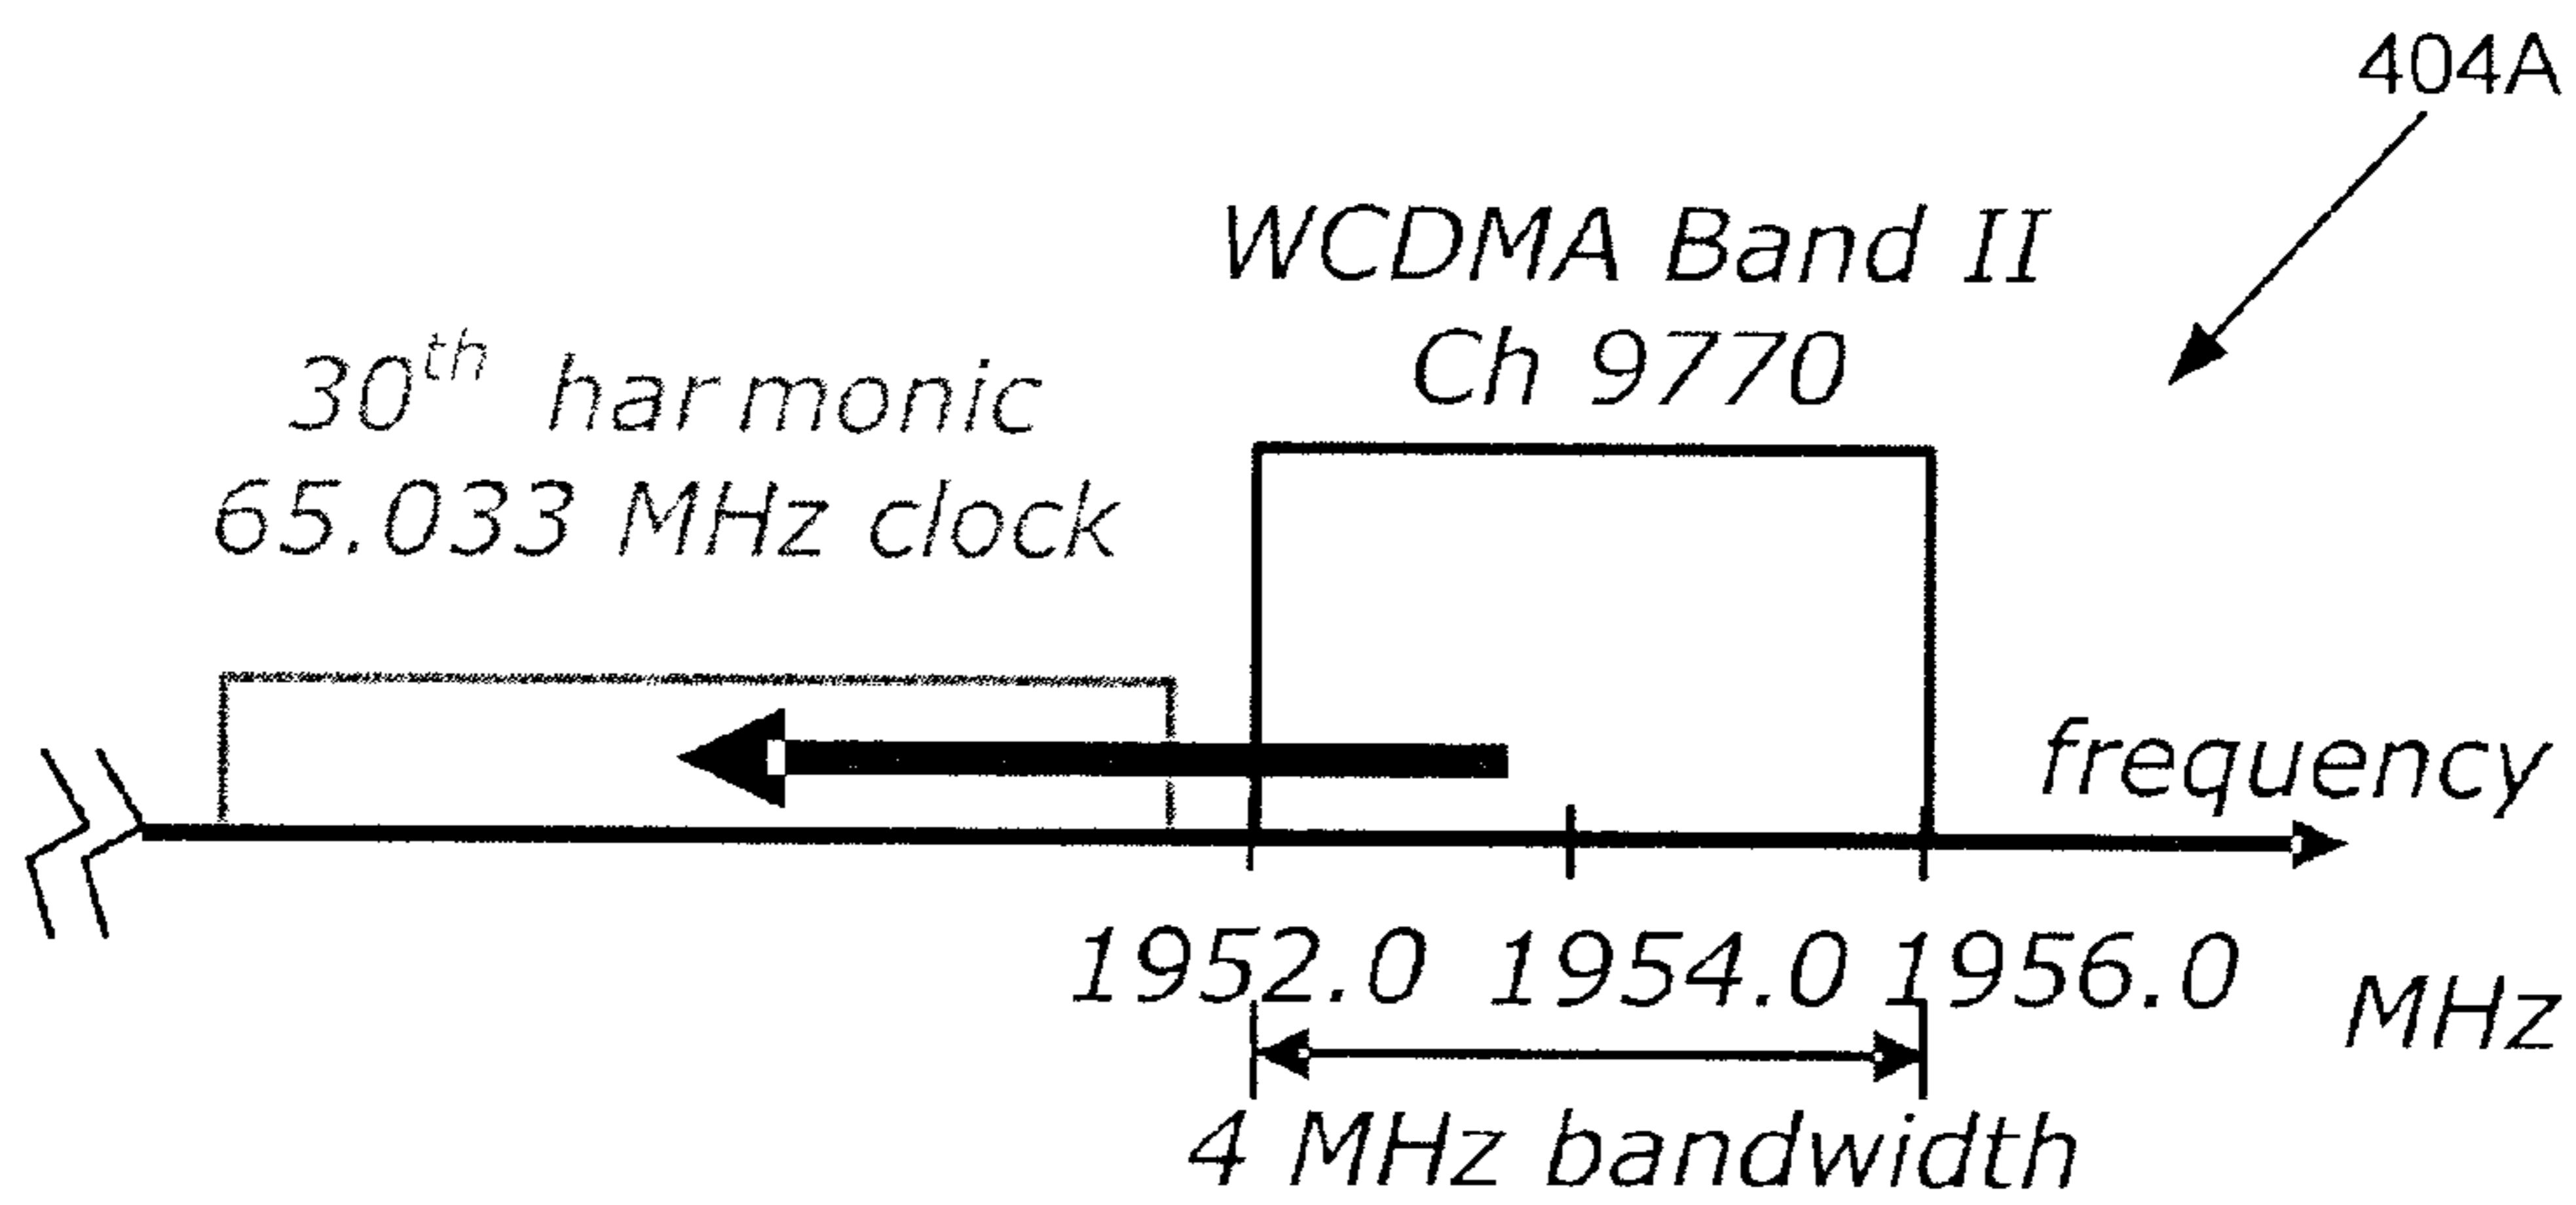 404A
WCDMA Band II
Ch 9770
30th harmonic
65.033 MHz clock
frequency
1952.0 1954.0 1956.0
MHz
4 MHz bandwidth